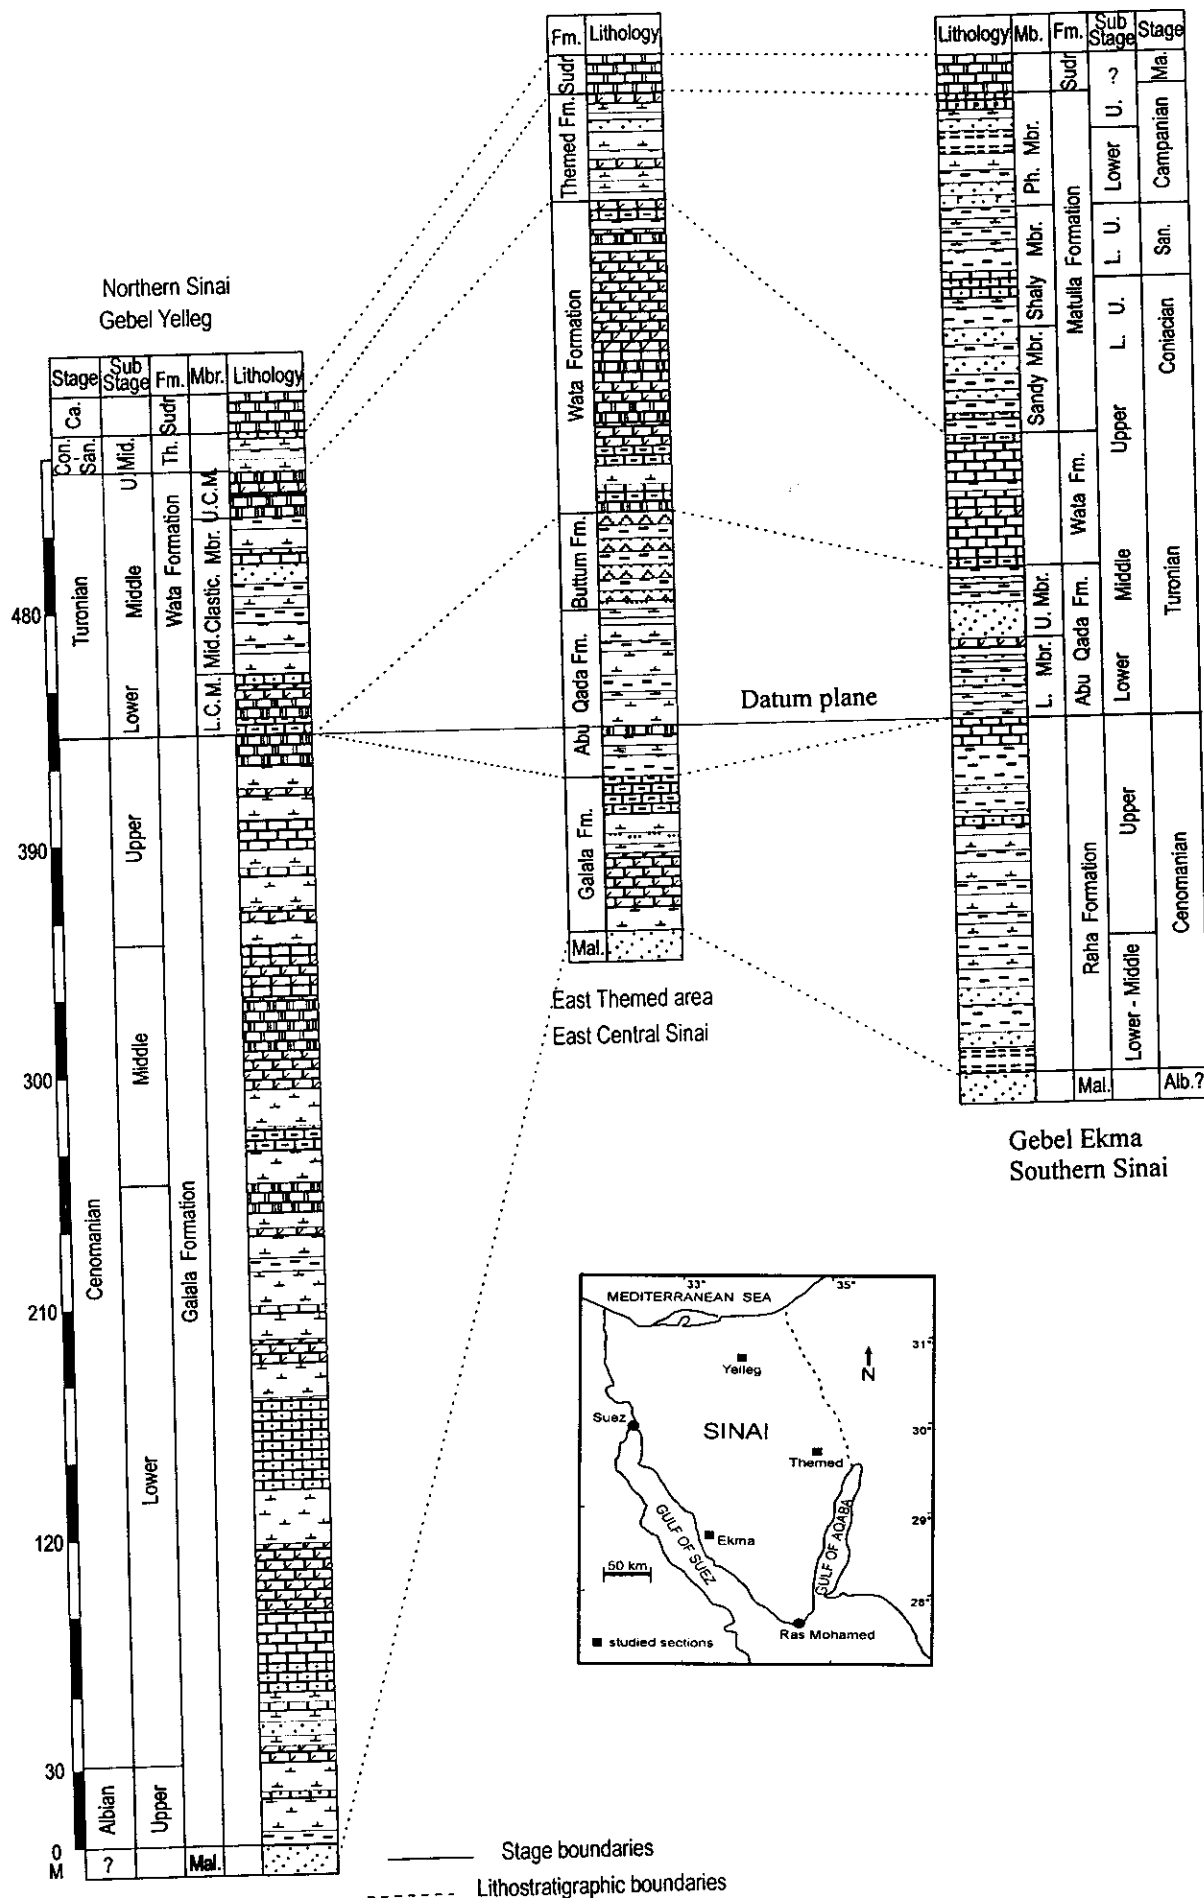 Fm. Lithology
Sudr
Themed Fm.
Wata Formation
Buttum Fm.
Abu Qada Fm.
Galala Fm.
Mal.
East Themed area
East Central Sinai
Lithology Mb. Fm. Sub Stage Stage
Sudr ? Ma.
Ph. Mbr. U. Campanian
Lower
Shaly Mbr. Matulla Formation L. U. San.
Sandy Mbr. L. U. Coniacian
Upper
Wata Fm.
Middle Turonian
U. Mbr. Abu Qada Fm.
L. Mbr. Lower
Datum plane
Raha Formation Upper Cenomanian
Lower - Middle
Mal. Alb.?
Gebel Ekma
Southern Sinai
Northern Sinai
Gebel Yelleg
Stage Sub Stage Fm. Mbr. Lithology
Ca. Sudr
Con. - San. Mid. Th.
U. U.C.M.
Turonian Middle Wata Formation Mid.Clastic. Mbr.
Lower L.C.M.
Upper
Middle
Cenomanian Galala Formation
Lower
Albian Upper
? Mal.
480
390
300
210
120
30
0
M
33° 35°
MEDITERRANEAN SEA
31°
Yelleg
N
Suez
SINAI
30°
Themed
GULF OF SUEZ
Ekma
GULF OF AQABA
29°
50 km
28°
Ras Mohamed
studied sections
Stage boundaries
Lithostratigraphic boundaries